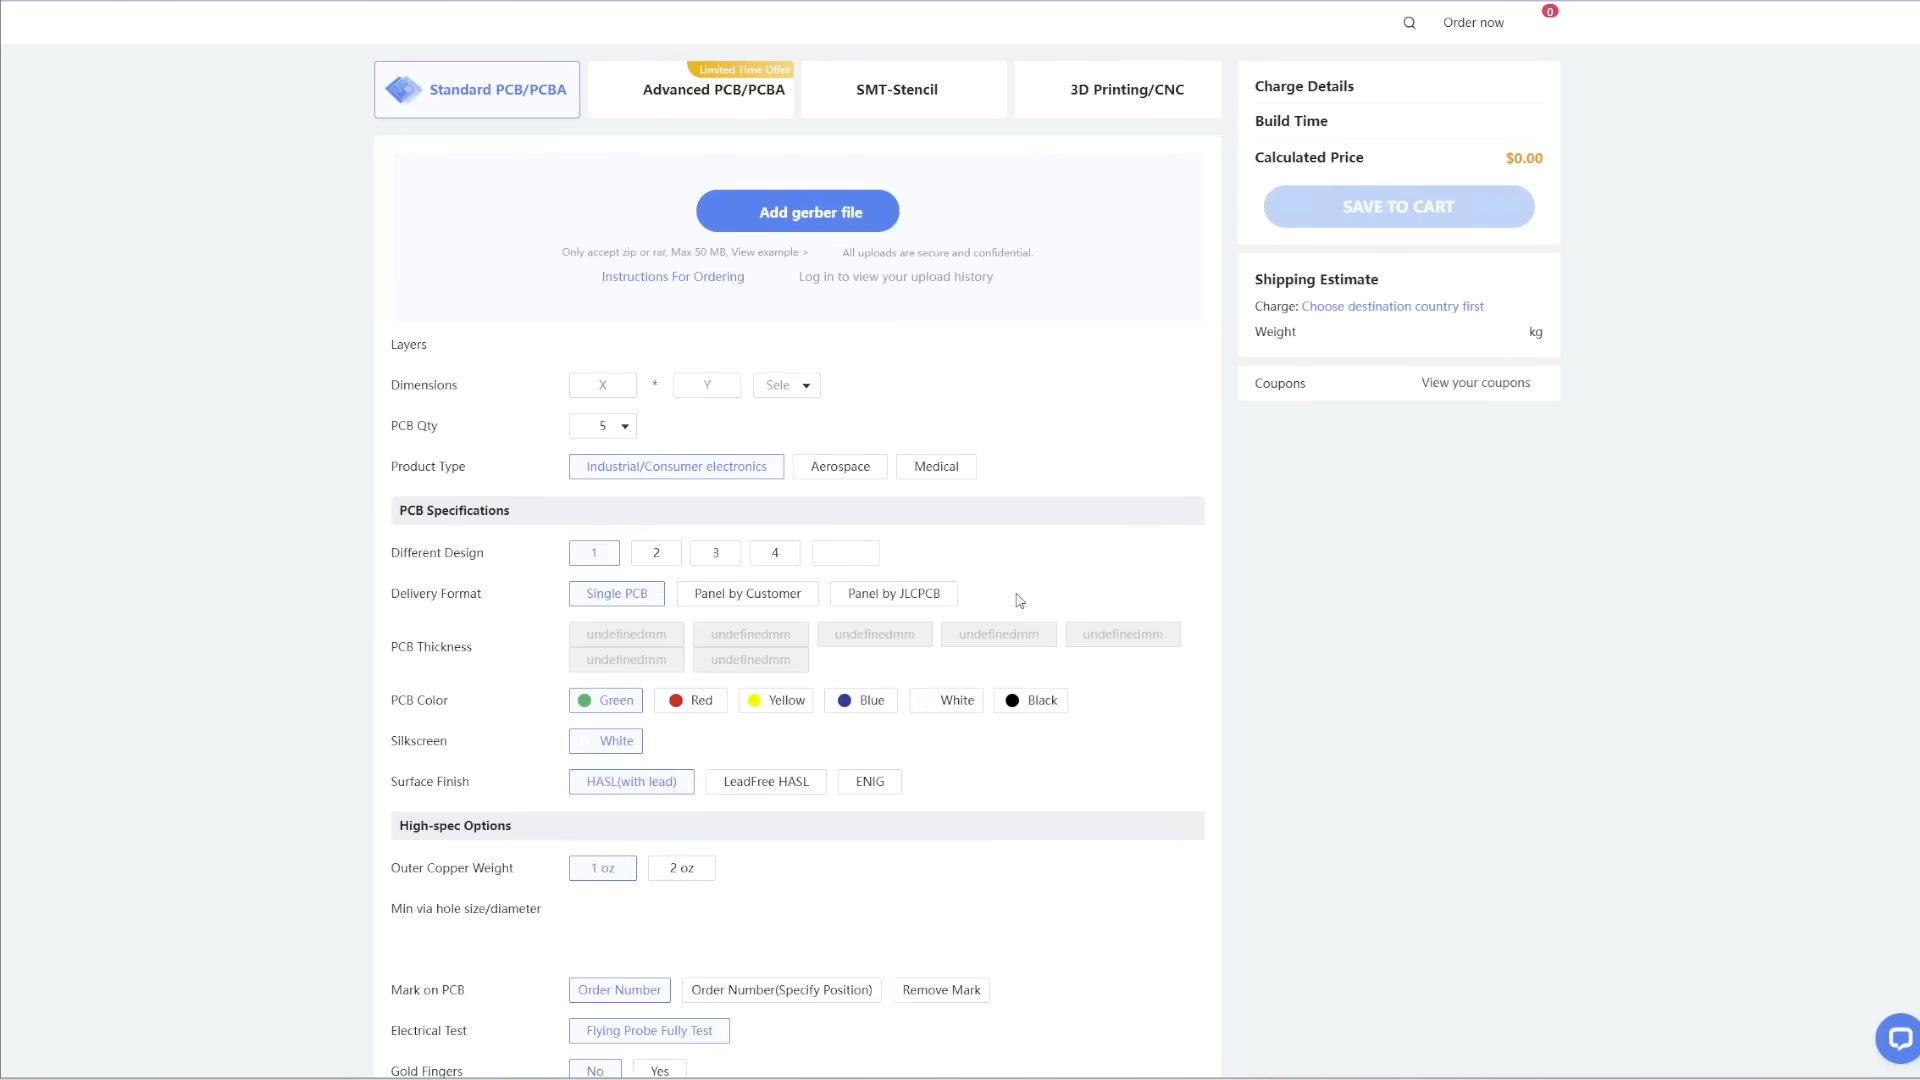 Order now
0
Standard PCB/PCBA
Limited Time Offer
Advanced PCB/PCBA
SMT-Stencil
3D Printing/CNC
Add gerber file
Only accept zip or rar, Max 50 MB, View example >
All uploads are secure and confidential.
Instructions For Ordering
Log in to view your upload history
Charge Details
Build Time
Calculated Price $0.00
SAVE TO CART
Shipping Estimate
Charge: Choose destination country first
Weight kg
Coupons View your coupons
Layers
Dimensions X * Y Sele
PCB Qty 5
Product Type Industrial/Consumer electronics Aerospace Medical
PCB Specifications
Different Design 1 2 3 4
Delivery Format Single PCB Panel by Customer Panel by JLCPCB
PCB Thickness undefinedmm undefinedmm undefinedmm undefinedmm undefinedmm
undefinedmm undefinedmm
PCB Color Green Red Yellow Blue White Black
Silkscreen White
Surface Finish HASL(with lead) LeadFree HASL ENIG
High-spec Options
Outer Copper Weight 1 oz 2 oz
Min via hole size/diameter
Mark on PCB Order Number Order Number(Specify Position) Remove Mark
Electrical Test Flying Probe Fully Test
Gold Fingers No Yes